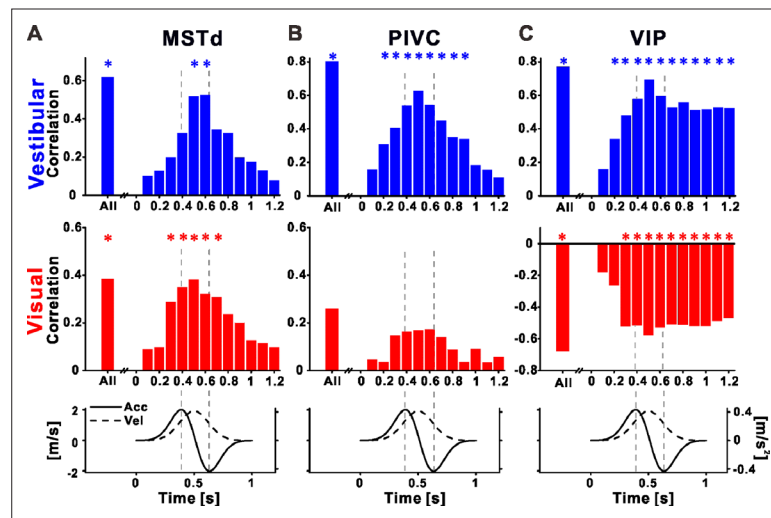 A MSTd B PIVC C VIP
Vestibular
Correlation
* * * * * * * * * * * * * * * * * * * * * * * *
0.6 0.4 0.2 0
0.8 0.6 0.4 0.2 0
0.8 0.6 0.4 0.2 0
All 0 0.2 0.4 0.6 0.8 1 1.2
All 0 0.2 0.4 0.6 0.8 1 1.2
All 0 0.2 0.4 0.6 0.8 1 1.2
Visual
Correlation
* * * * * * * * * * * * * * * * *
0.6 0.4 0.2 0
0.6 0.4 0.2 0
0 -0.2 -0.4 -0.6 -0.8
All 0 0.2 0.4 0.6 0.8 1 1.2
All 0 0.2 0.4 0.6 0.8 1 1.2
All 0 0.2 0.4 0.6 0.8 1 1.2
[m/s]
2 0 -2
Acc
Vel
0.4 0 -0.4
[m/s²]
0 0.5 1
0 0.5 1
0 0.5 1
Time [s] Time [s] Time [s]